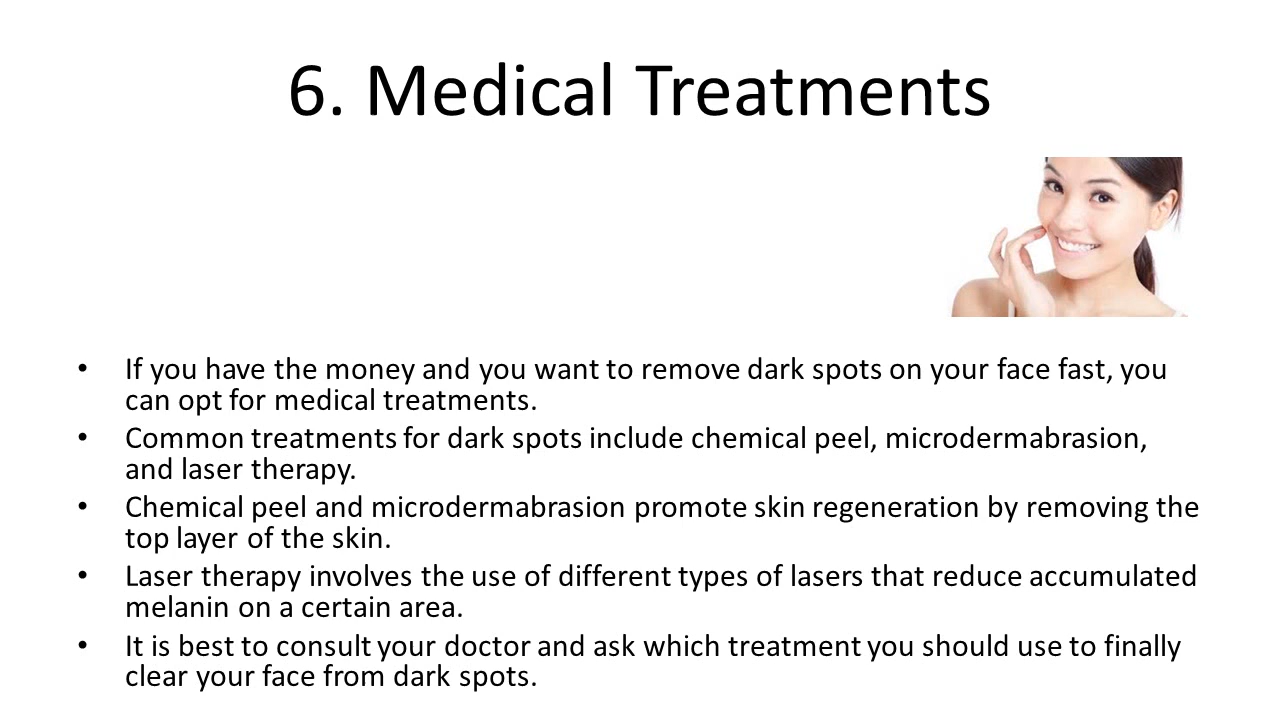 6. Medical Treatments
• If you have the money and you want to remove dark spots on your face fast, you
can opt for medical treatments.
• Common treatments for dark spots include chemical peel, microdermabrasion,
and laser therapy.
• Chemical peel and microdermabrasion promote skin regeneration by removing the
top layer of the skin.
• Laser therapy involves the use of different types of lasers that reduce accumulated
melanin on a certain area.
• It is best to consult your doctor and ask which treatment you should use to finally
clear your face from dark spots.